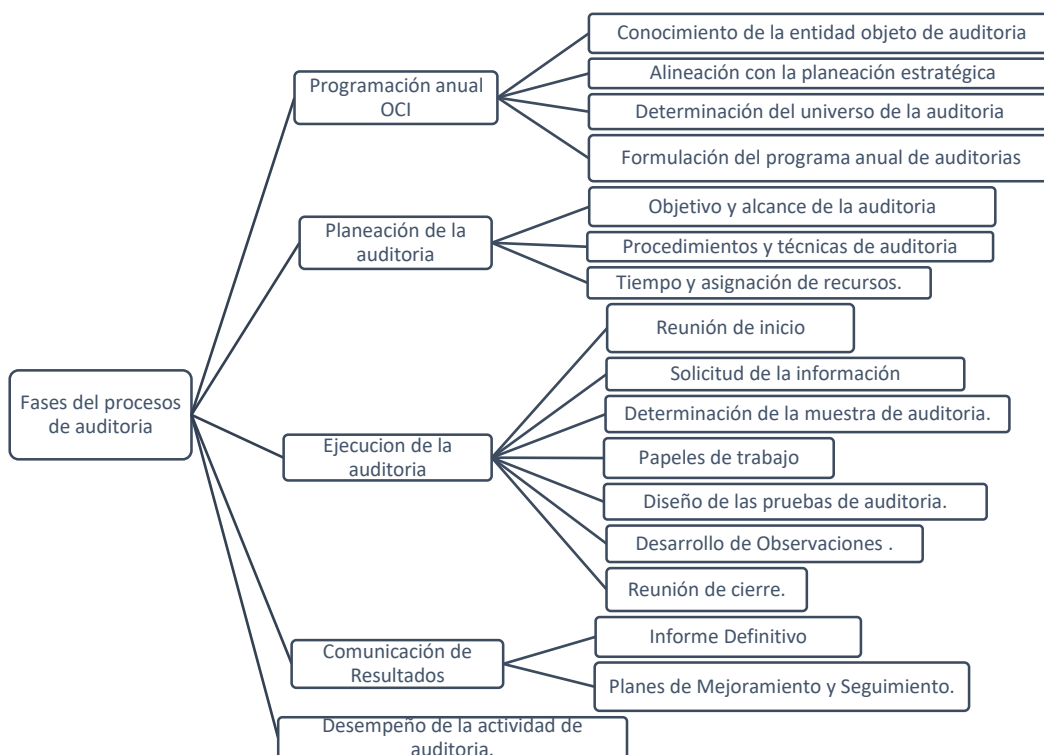 Fases del procesos
de auditoria
Programación anual
OCI
Conocimiento de la entidad objeto de auditoria
Alineación con la planeación estratégica
Determinación del universo de la auditoria
Formulación del programa anual de auditorias
Planeación de la
auditoria
Objetivo y alcance de la auditoria
Procedimientos y técnicas de auditoria
Tiempo y asignación de recursos.
Ejecucion de la
auditoria
Reunión de inicio
Solicitud de la información
Determinación de la muestra de auditoria.
Papeles de trabajo
Diseño de las pruebas de auditoria.
Desarrollo de Observaciones .
Reunión de cierre.
Comunicación de
Resultados
Informe Definitivo
Planes de Mejoramiento y Seguimiento.
Desempeño de la actividad de
auditoria.